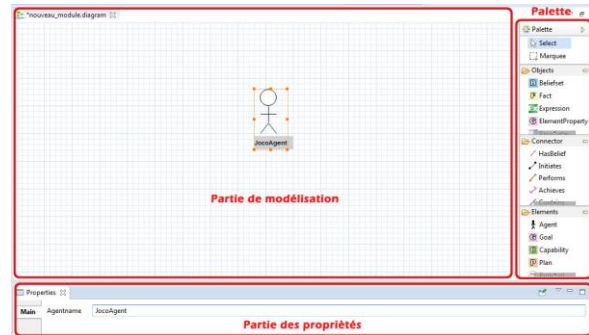 Palette
*nouveau_module.diagram
Palette
Select
Marquee
Objects
Beliefset
Fact
Expression
ElementProperty
Connector
HasBelief
Initiates
Performs
Achieves
Elements
Agent
Goal
Capability
Plan
JocoAgent
Partie de modélisation
Properties
Main
Agentname
JocoAgent
Partie des propriètés